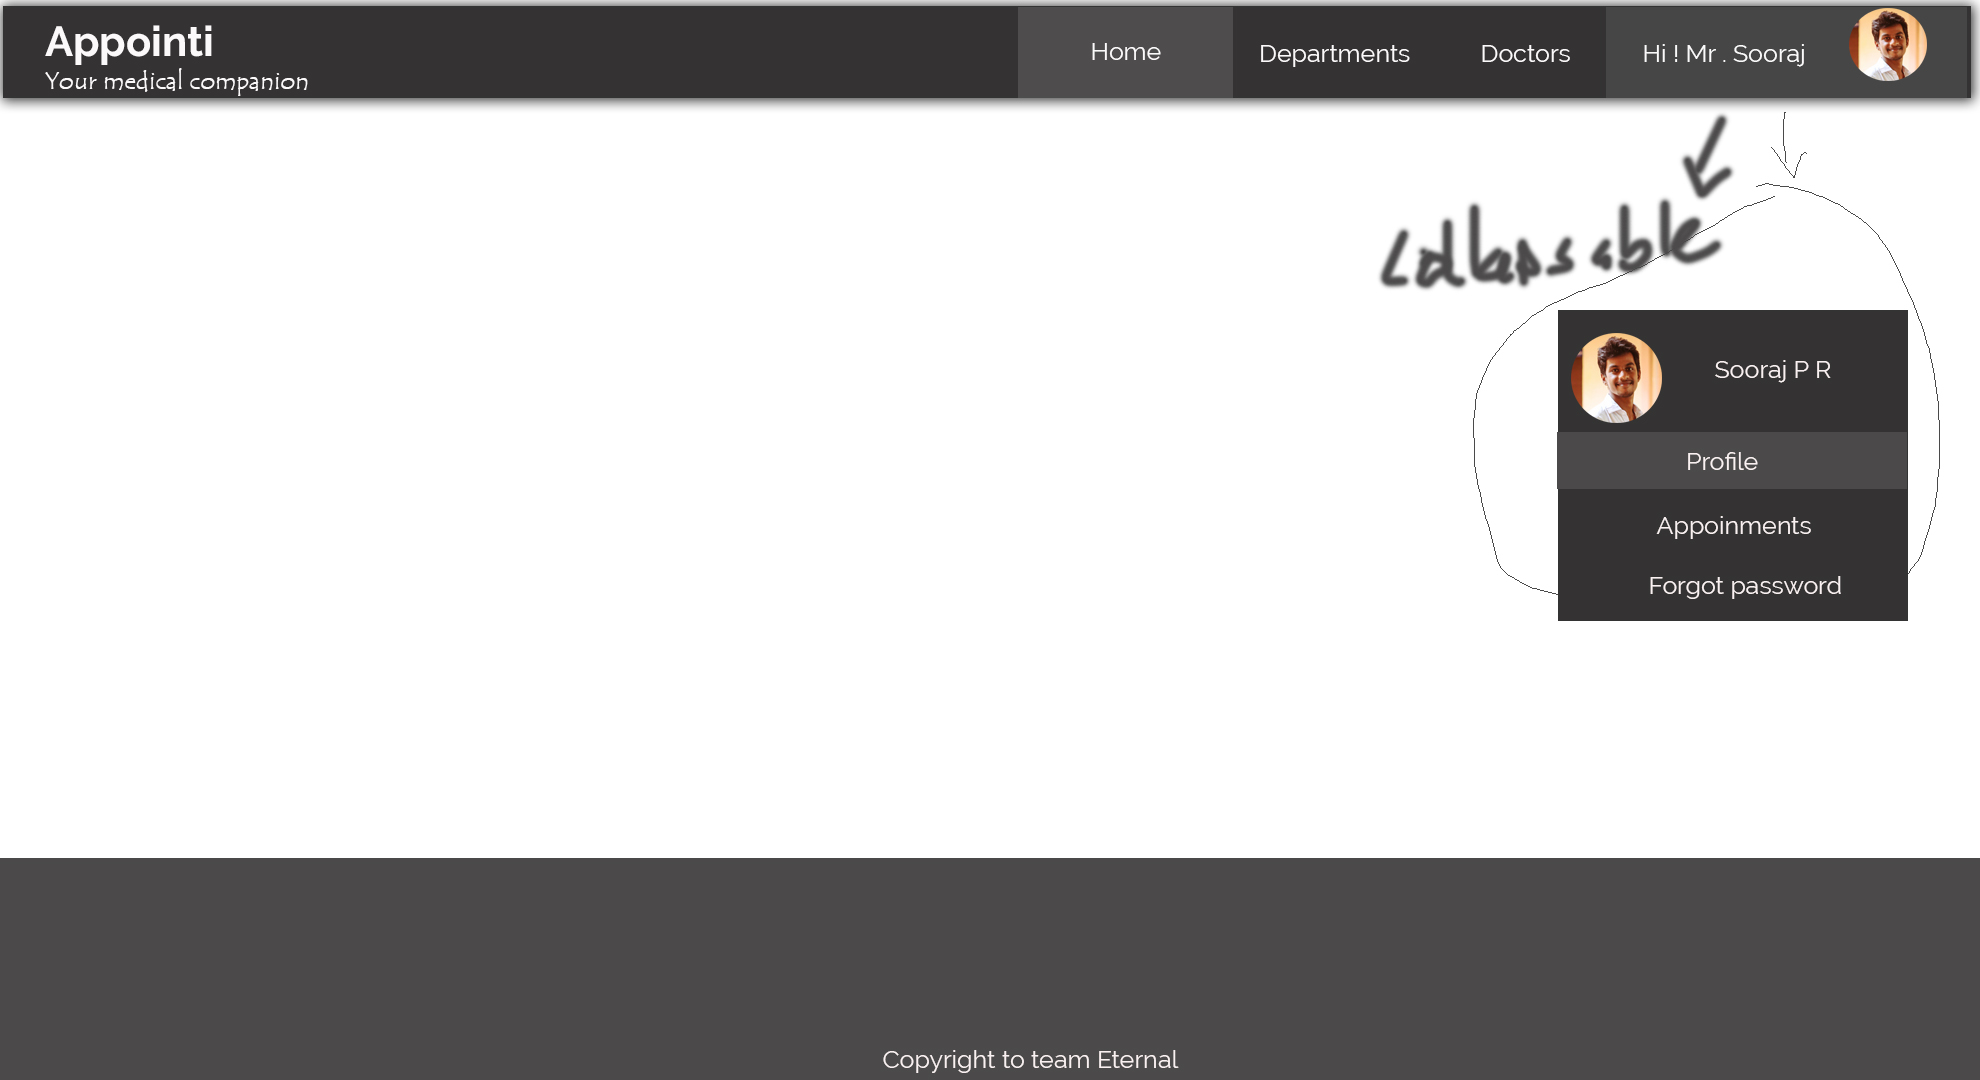 Appointi
Your medical companion
Home
Departments
Doctors
Hi ! Mr . Sooraj
Collapsable
Sooraj P R
Profile
Appoinments
Forgot password
Copyright to team Eternal